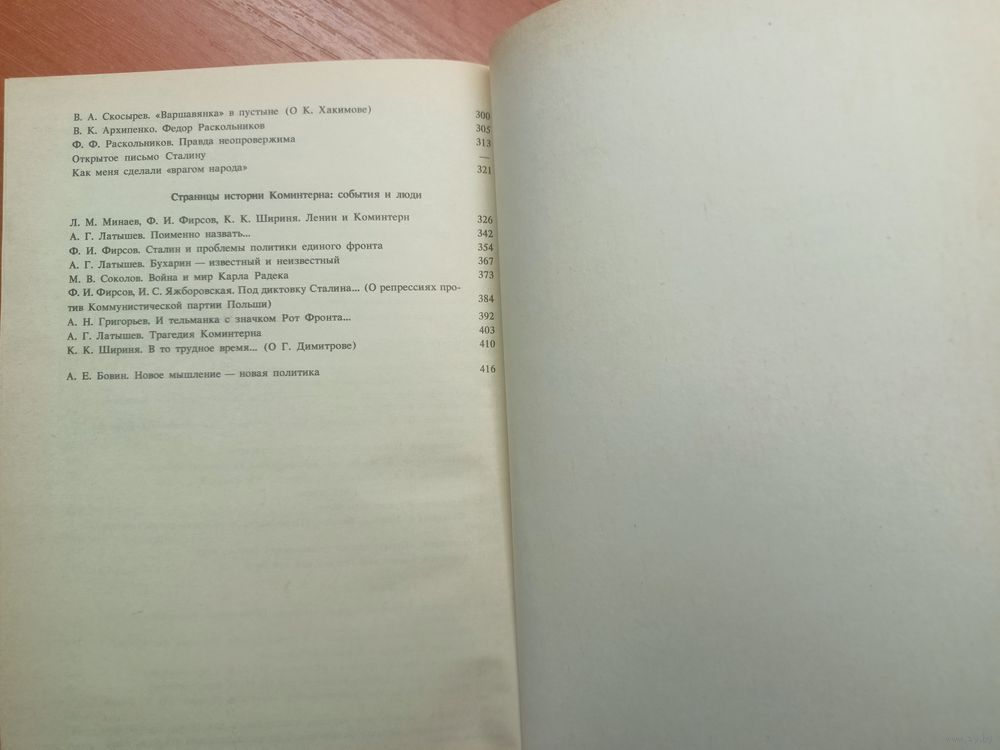 В. А. Скосырев. «Варшавянка» в пустыне (О К. Хакимове) 300
В. К. Архипенко. Федор Раскольников 305
Ф. Ф. Раскольников. Правда неопровержима 313
Открытое письмо Сталину —
Как меня сделали «врагом народа» 321
Страницы истории Коминтерна: события и люди
Л. М. Минаев, Ф. И. Фирсов, К. К. Шириня. Ленин и Коминтерн 326
А. Г. Латышев. Поименно назвать... 342
Ф. И. Фирсов. Сталин и проблемы политики единого фронта 354
А. Г. Латышев. Бухарин — известный и неизвестный 367
М. В. Соколов. Война и мир Карла Радека 373
Ф. И. Фирсов, И. С. Яжборовская. Под диктовку Сталина... (О репрессиях про-
тив Коммунистической партии Польши) 384
А. Н. Григорьев. И тельманка с значком Рот Фронта... 392
А. Г. Латышев. Трагедия Коминтерна 403
К. К. Шириня. В то трудное время... (О Г. Димитрове) 410
А. Е. Бовин. Новое мышление — новая политика 416